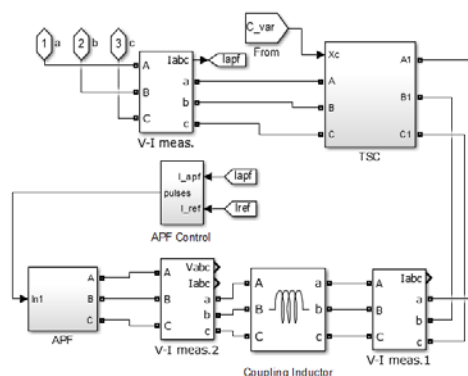 1 a 2 b 3 c
C_var
From
A Iabc
a
B
b
C
c
V-I meas.
Iapf
Xc
A A1
B B1
C C1
TSC
I_apf
pulses
I_ref
APF Control
Iapf
Iref
In1
A
B
C
APF
Vabc
A Iabc
a
B
b
C c
V-I meas.2
A a
B b
C c
Coupling Inductor
Iabc
A
a
B
b
C
c
V-I meas.1